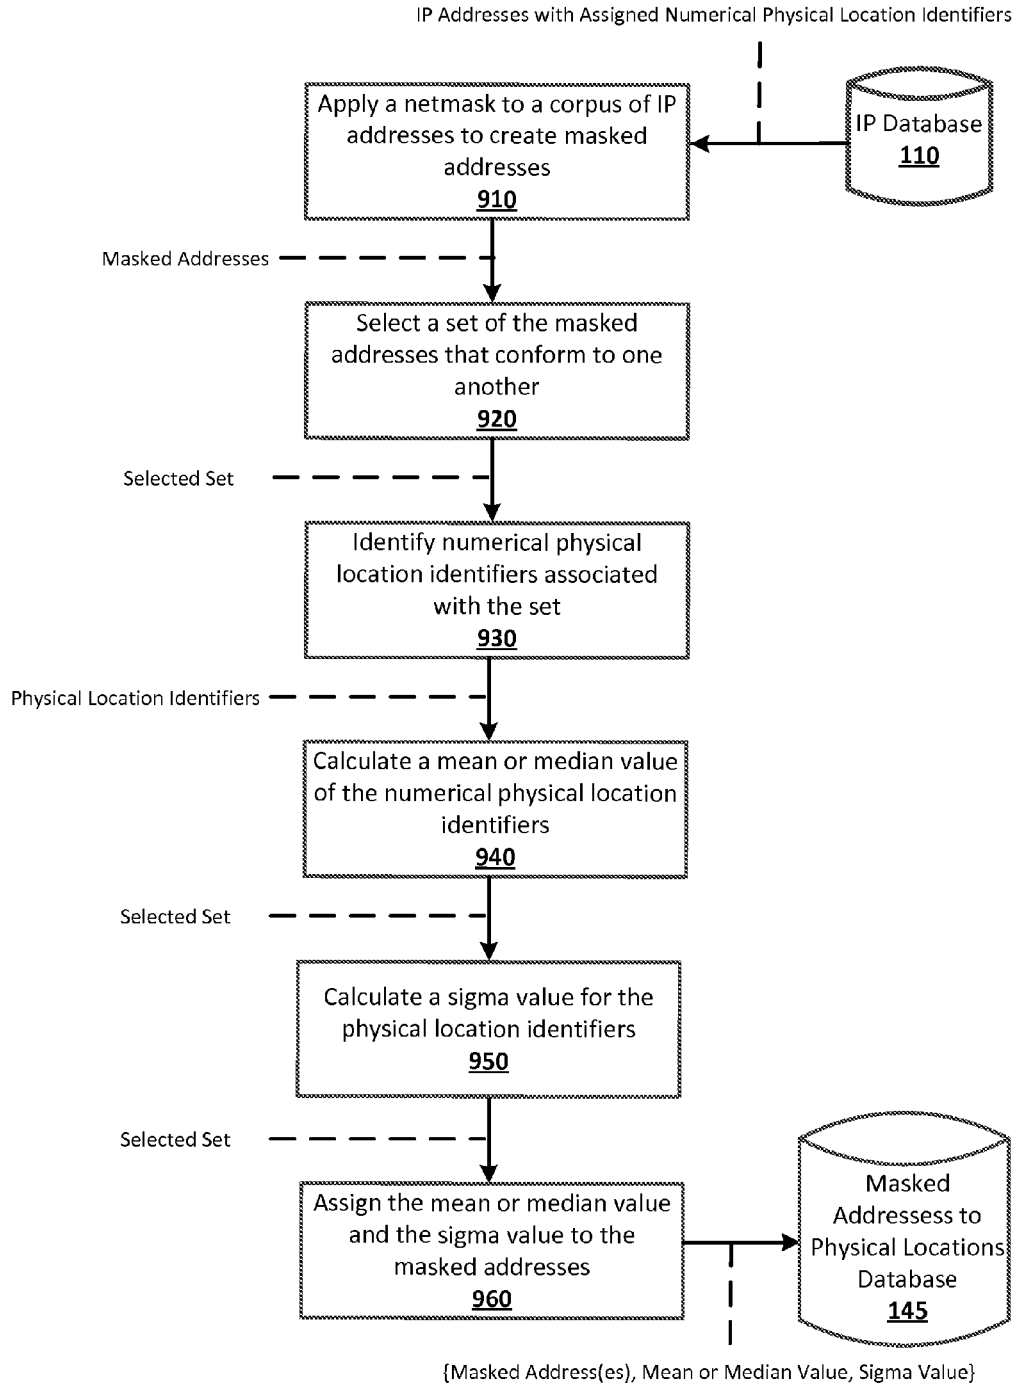 IP Addresses with Assigned Numerical Physical Location Identifiers
Apply a netmask to a corpus of IP
addresses to create masked
addresses
910
IP Database
110
Masked Addresses
Select a set of the masked
addresses that conform to one
another
920
Selected Set
Identify numerical physical
location identifiers associated
with the set
930
Physical Location Identifiers
Calculate a mean or median value
of the numerical physical location
identifiers
940
Selected Set
Calculate a sigma value for the
physical location identifiers
950
Selected Set
Assign the mean or median value
and the sigma value to the
masked addresses
960
Masked
Addressess to
Physical Locations
Database
145
{Masked Address(es), Mean or Median Value, Sigma Value}